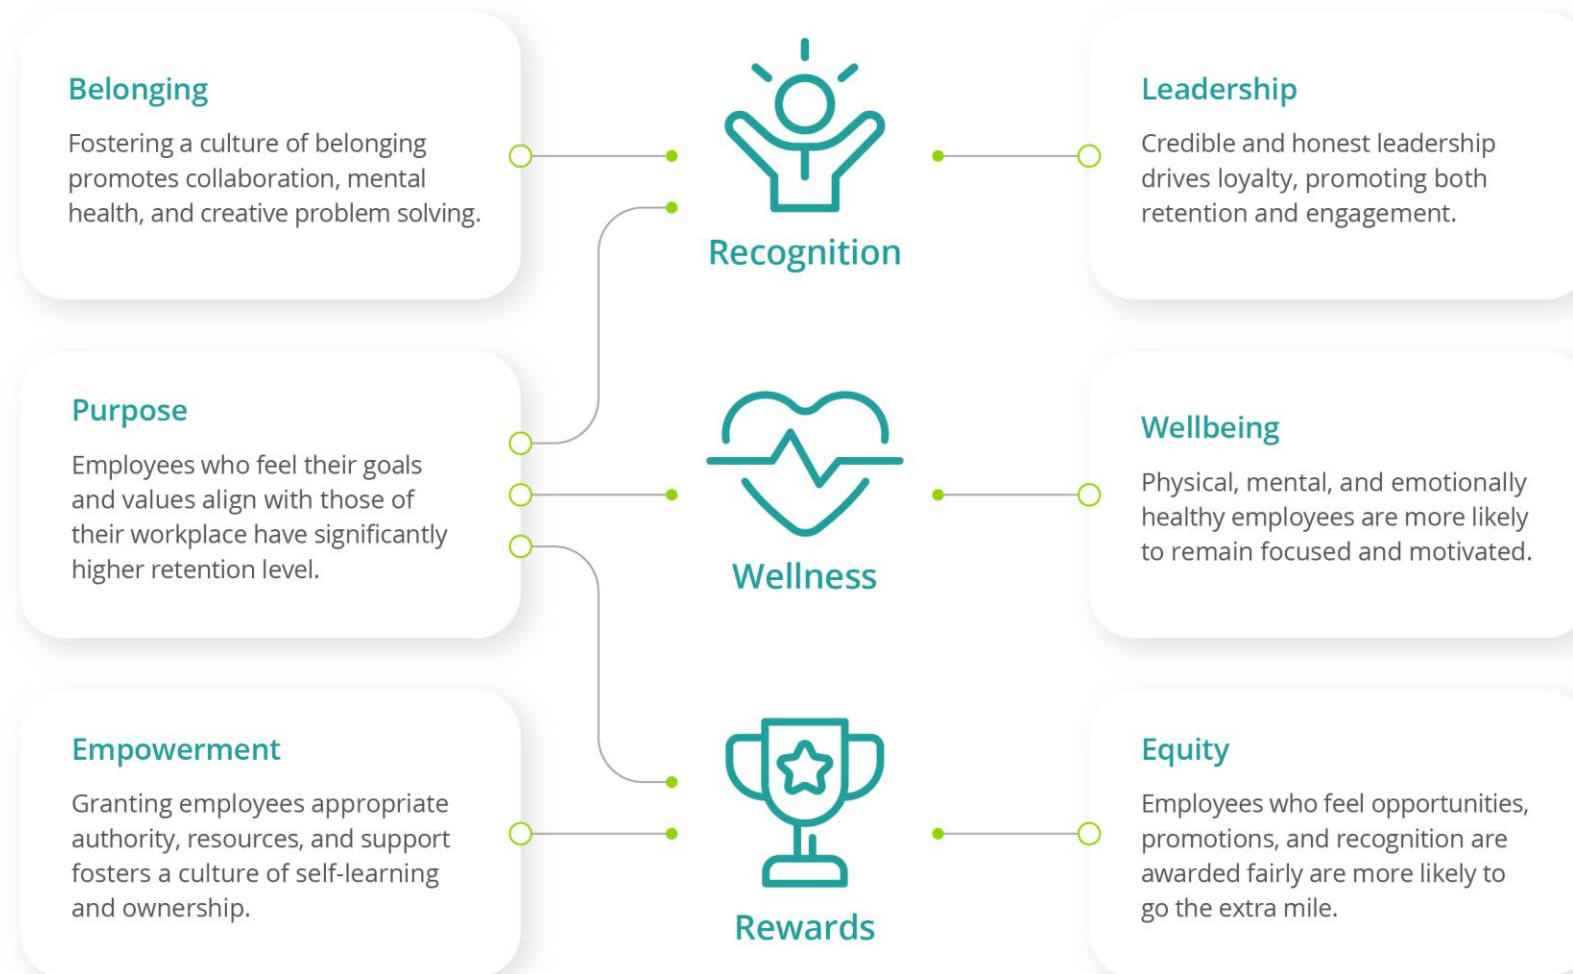 Belonging
Fostering a culture of belonging
promotes collaboration, mental
health, and creative problem solving.
Recognition
Leadership
Credible and honest leadership
drives loyalty, promoting both
retention and engagement.
Purpose
Employees who feel their goals
and values align with those of
their workplace have significantly
higher retention level.
Wellness
Wellbeing
Physical, mental, and emotionally
healthy employees are more likely
to remain focused and motivated.
Empowerment
Granting employees appropriate
authority, resources, and support
fosters a culture of self-learning
and ownership.
Rewards
Equity
Employees who feel opportunities,
promotions, and recognition are
awarded fairly are more likely to
go the extra mile.